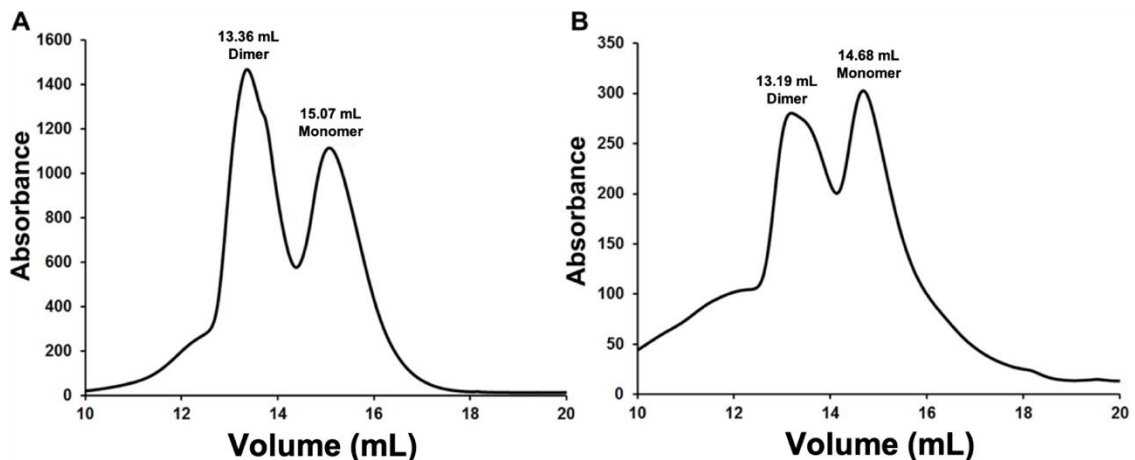 A
13.36 mL
Dimer
15.07 mL
Monomer
1600
1400
1200
1000
800
600
400
200
0
10 12 14 16 18 20
Absorbance
Volume (mL)
B
13.19 mL
Dimer
14.68 mL
Monomer
350
300
250
200
150
100
50
0
10 12 14 16 18 20
Absorbance
Volume (mL)